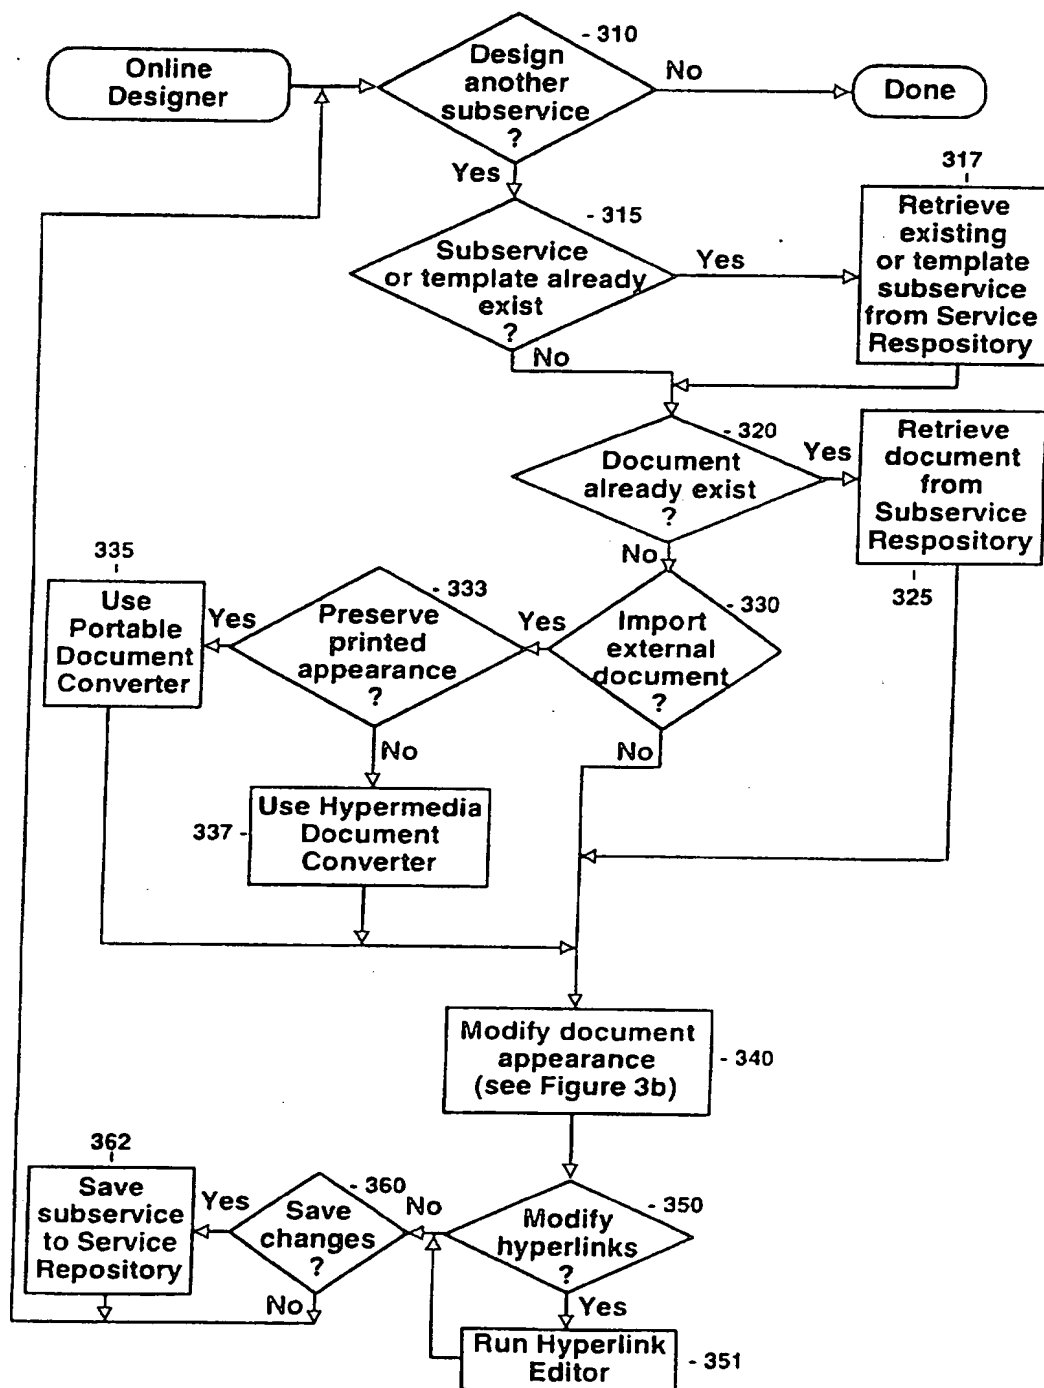 - 310
Online
Designer
Design
another
subservice
?
No
Done
Yes
317
- 315
Subservice
or template already
exist
?
Yes
Retrieve
existing
or template
subservice
from Service
Respository
No
- 320
Document
already exist
?
Yes
Retrieve
document
from
Subservice
Respository
325
No
335
Use
Portable
Document
Converter
Yes
- 333
Preserve
printed
appearance
?
Yes
- 330
Import
external
document
?
No
No
337 -
Use Hypermedia
Document
Converter
Modify document
appearance
(see Figure 3b)
- 340
362
Save
subservice
to Service
Repository
Yes
- 360
Save
changes
?
No
No
- 350
Modify
hyperlinks
?
Yes
Run Hyperlink
Editor
- 351